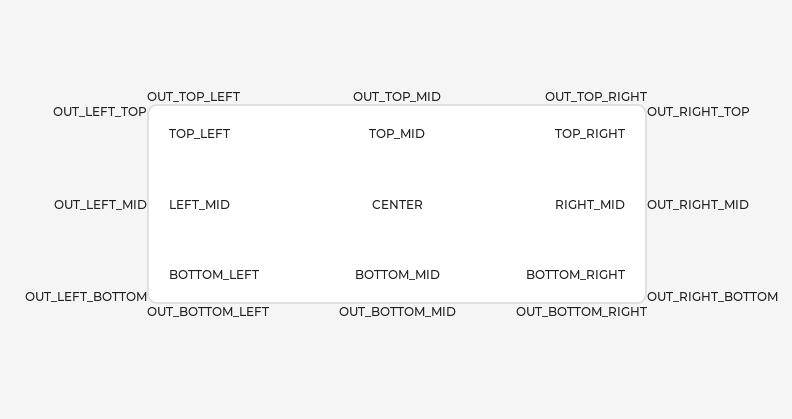 OUT_TOP_LEFT OUT_TOP_MID OUT_TOP_RIGHT
OUT_LEFT_TOP OUT_RIGHT_TOP
TOP_LEFT TOP_MID TOP_RIGHT
OUT_LEFT_MID LEFT_MID CENTER RIGHT_MID OUT_RIGHT_MID
BOTTOM_LEFT BOTTOM_MID BOTTOM_RIGHT
OUT_LEFT_BOTTOM OUT_RIGHT_BOTTOM
OUT_BOTTOM_LEFT OUT_BOTTOM_MID OUT_BOTTOM_RIGHT